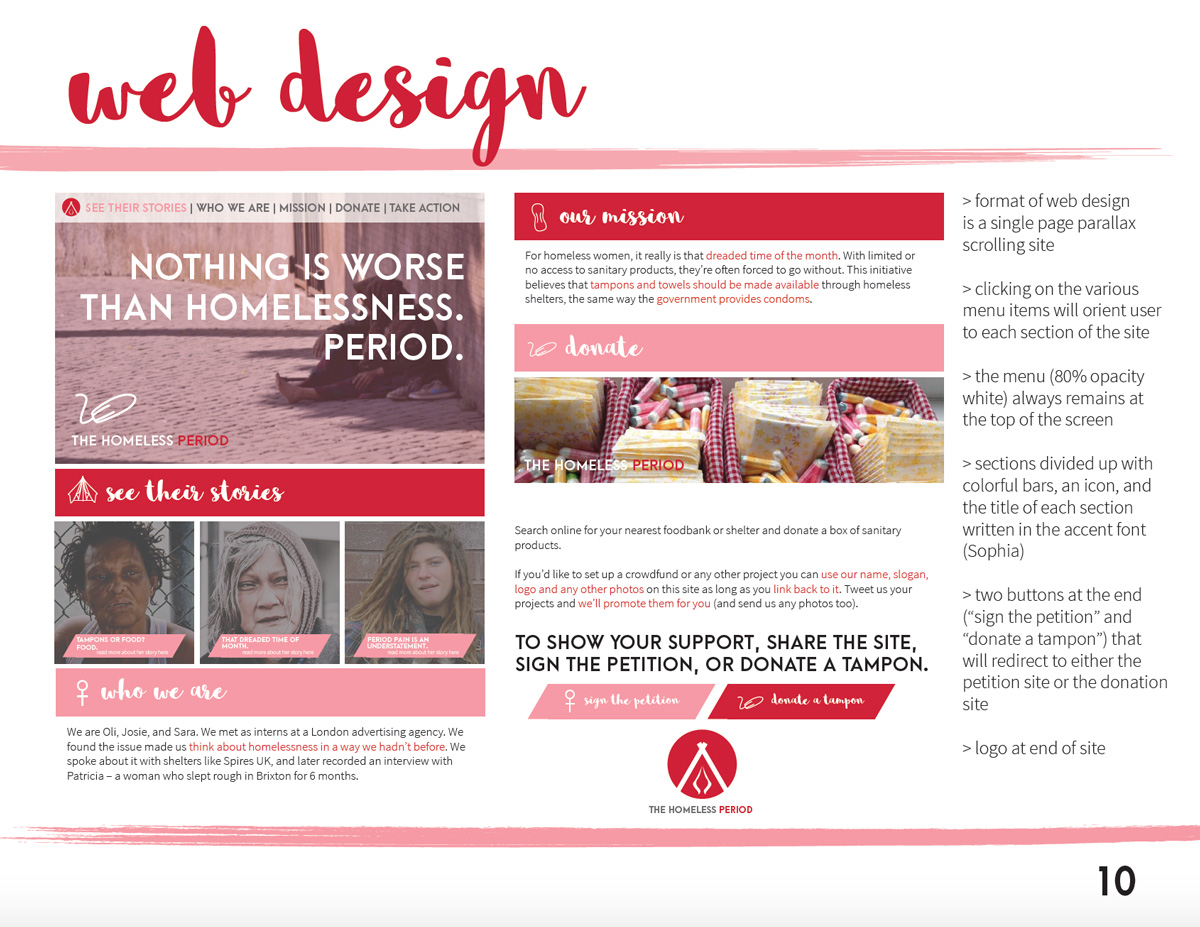 web design
SEE THEIR STORIES | WHO WE ARE | MISSION | DONATE | TAKE ACTION
NOTHING IS WORSE
THAN HOMELESSNESS.
PERIOD.
THE HOMELESS PERIOD
see their stories
TAMPONS OR FOOD?
FOOD.
read more about her story here
THAT DREADED TIME OF
MONTH.
read more about her story here
PERIOD PAIN IS AN
UNDERSTATEMENT.
read more about her story here
who we are
We are Oli, Josie, and Sara. We met as interns at a London advertising agency. We
found the issue made us think about homelessness in a way we hadn't before. We
spoke about it with shelters like Spires UK, and later recorded an interview with
Patricia – a woman who slept rough in Brixton for 6 months.
our mission
For homeless women, it really is that dreaded time of the month. With limited or
no access to sanitary products, they're often forced to go without. This initiative
believes that tampons and towels should be made available through homeless
shelters, the same way the government provides condoms.
donate
THE HOMELESS PERIOD
Search online for your nearest foodbank or shelter and donate a box of sanitary
products.
If you'd like to set up a crowdfund or any other project you can use our name, slogan,
logo and any other photos on this site as long as you link back to it. Tweet us your
projects and we'll promote them for you (and send us any photos too).
TO SHOW YOUR SUPPORT, SHARE THE SITE,
SIGN THE PETITION, OR DONATE A TAMPON.
sign the petition
donate a tampon
THE HOMELESS PERIOD
> format of web design
is a single page parallax
scrolling site
> clicking on the various
menu items will orient user
to each section of the site
> the menu (80% opacity
white) always remains at
the top of the screen
> sections divided up with
colorful bars, an icon, and
the title of each section
written in the accent font
(Sophia)
> two buttons at the end
("sign the petition" and
"donate a tampon") that
will redirect to either the
petition site or the donation
site
> logo at end of site
10